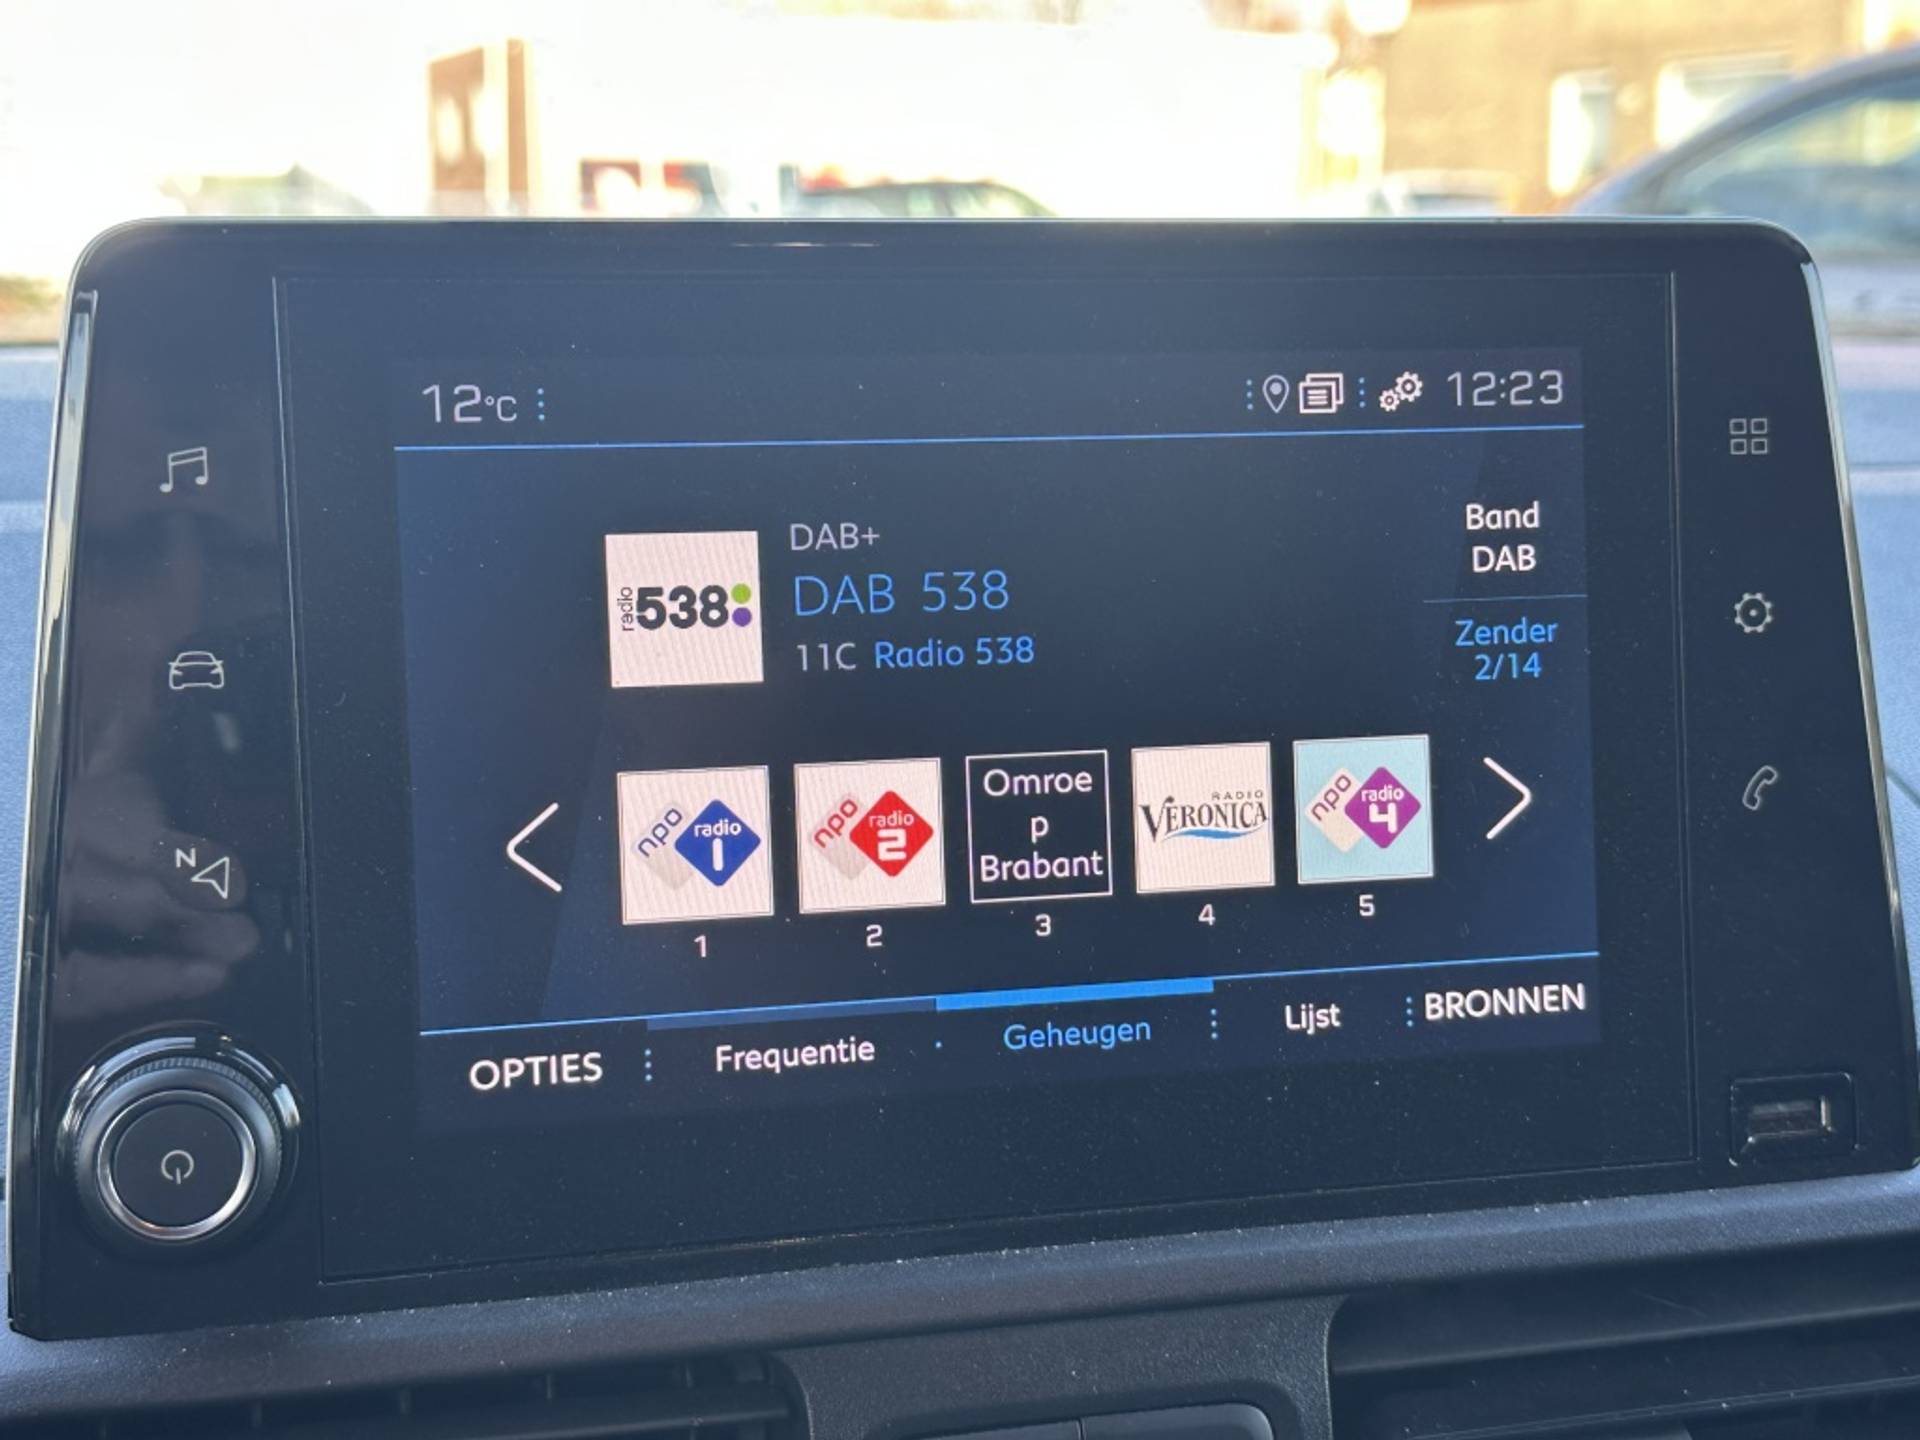 12°C
12:23
radio 538
DAB+
DAB 538
11C Radio 538
Band
DAB
Zender
2/14
npo radio 1
npo radio 2
Omroe
p
Brabant
RADIO
VERONICA
npo radio 4
1
2
3
4
5
N
OPTIES
Frequentie
Geheugen
Lijst
BRONNEN